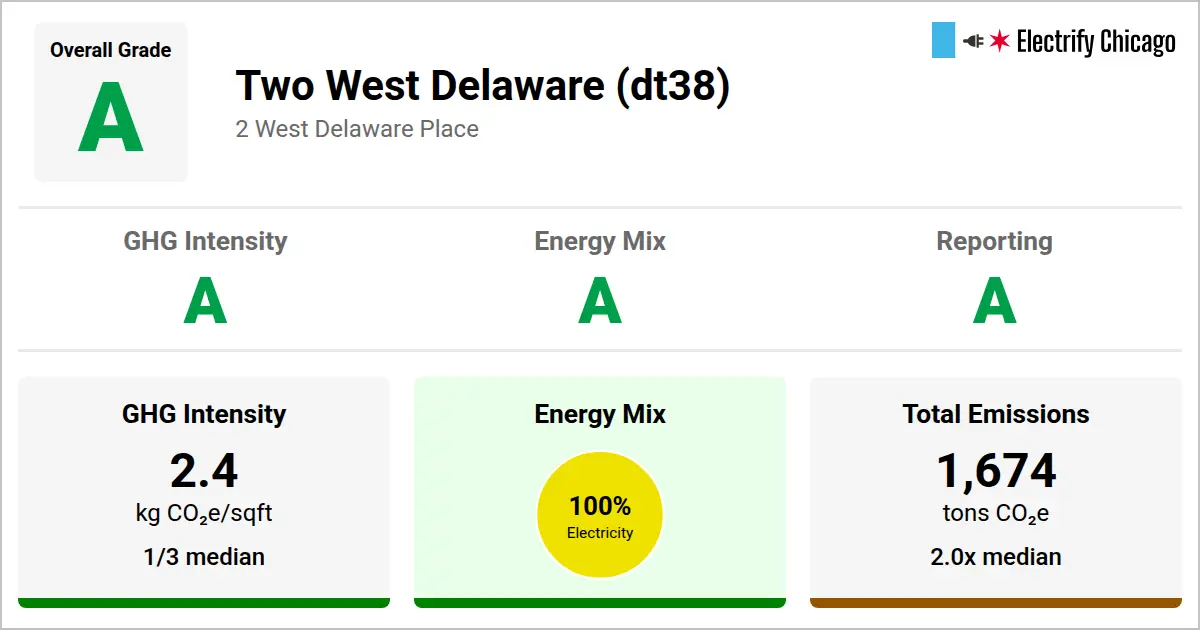 Overall Grade
A
Two West Delaware (dt38)
2 West Delaware Place
Electrify Chicago
GHG Intensity
A
Energy Mix
A
Reporting
A
GHG Intensity
2.4
kg CO₂e/sqft
1/3 median
Energy Mix
100%
Electricity
Total Emissions
1,674
tons CO₂e
2.0x median